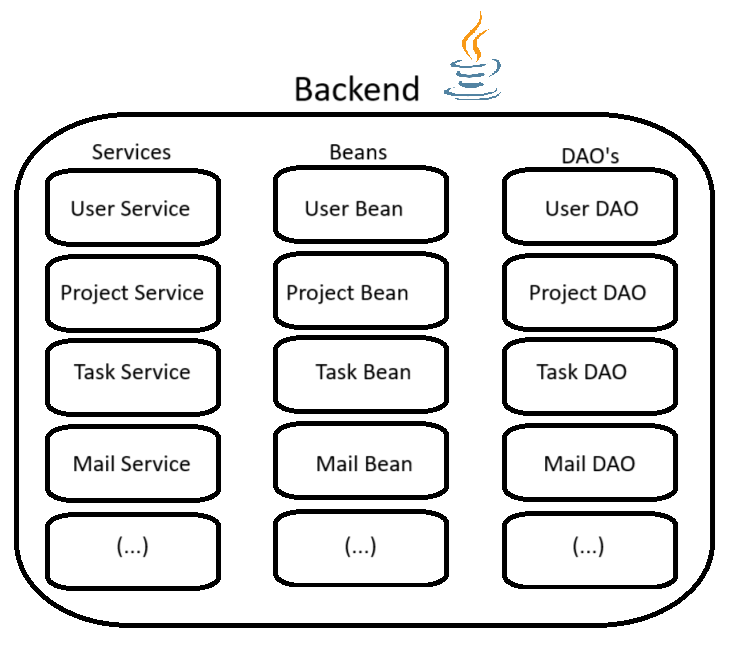 Backend
Services
Beans
DAO's
User Service
User Bean
User DAO
Project Service
Project Bean
Project DAO
Task Service
Task Bean
Task DAO
Mail Service
Mail Bean
Mail DAO
(...)
(...)
(...)